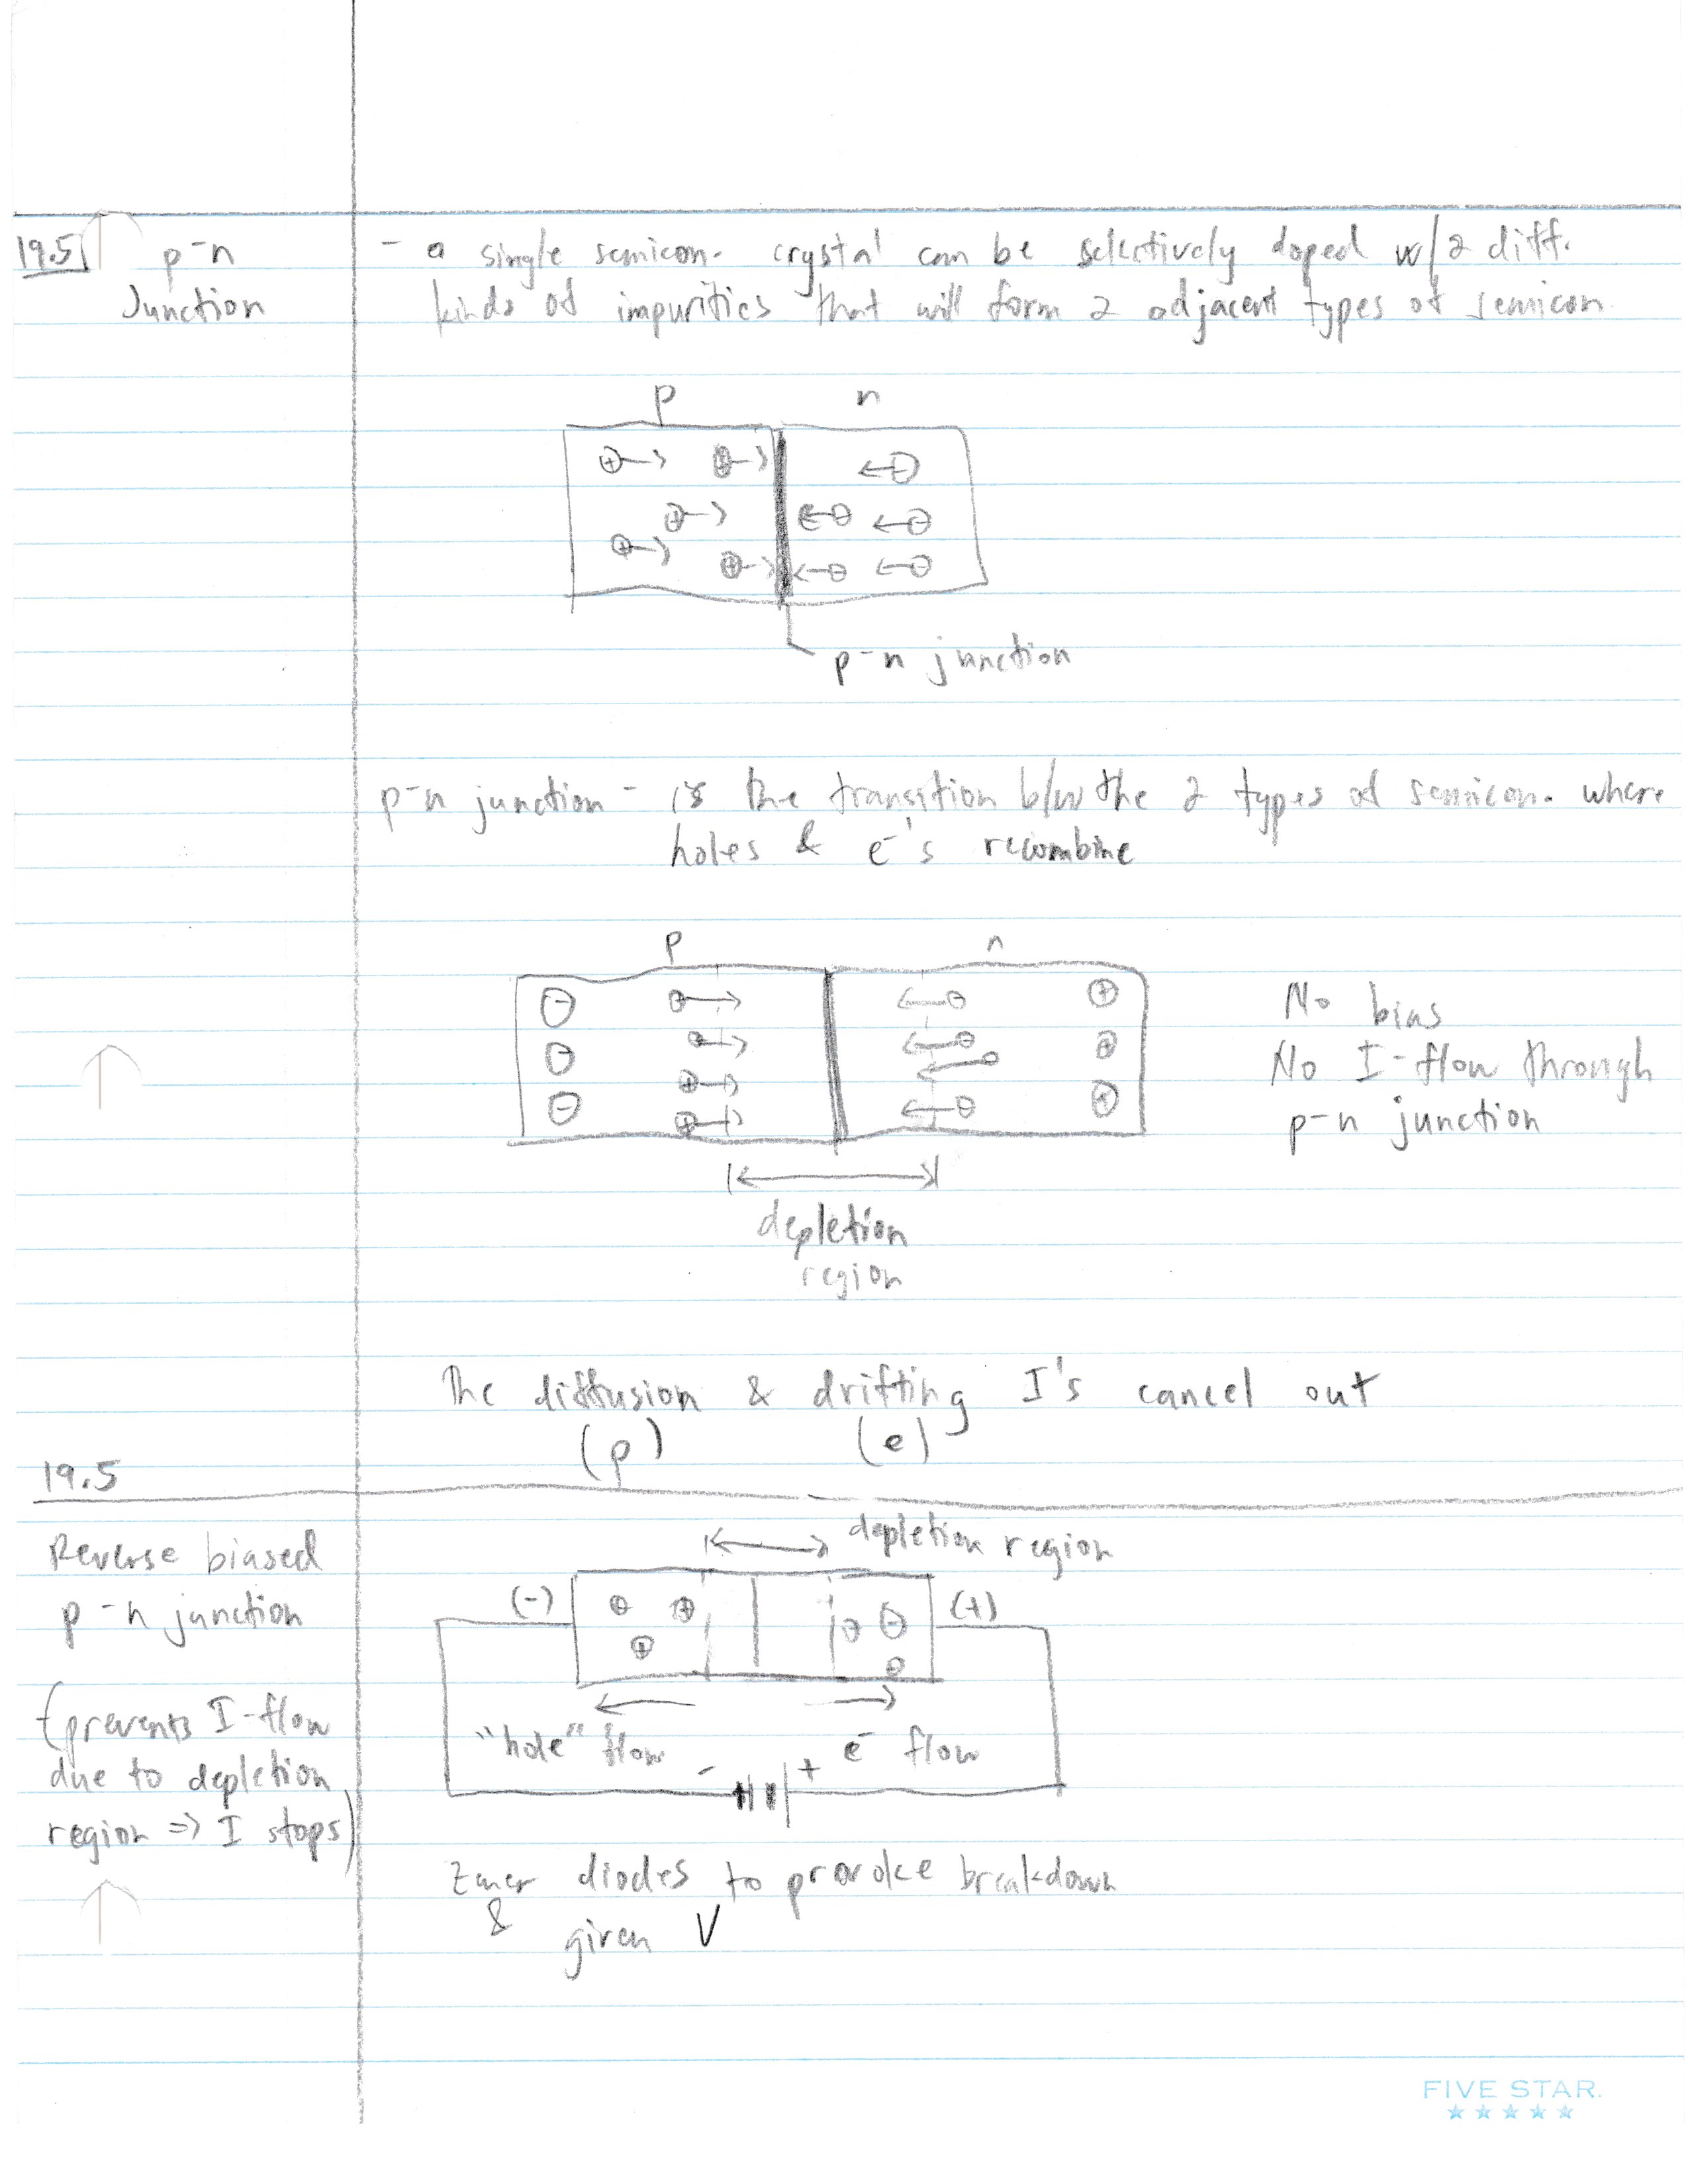 19.5 p-n
Junction
- a single semicon. crystal can be selectively doped w/ 2 diff.
kinds of impurities that will form 2 adjacent types of semicon
p n
p-n junction
p-n junction - is the transition b/w the 2 types of semicon. where
holes & e⁻'s recombine
p n
No bias
No I-flow through
p-n junction
depletion
region
The diffusion & drifting I's cancel out
(p) (e)
19.5
Reverse biased
p-n junction
(prevents I-flow
due to depletion
region => I stops)
depletion region
(-) (+)
"hole" flow e⁻ flow
- +
Zener diodes to provoke breakdown
& given V
FIVE STAR.